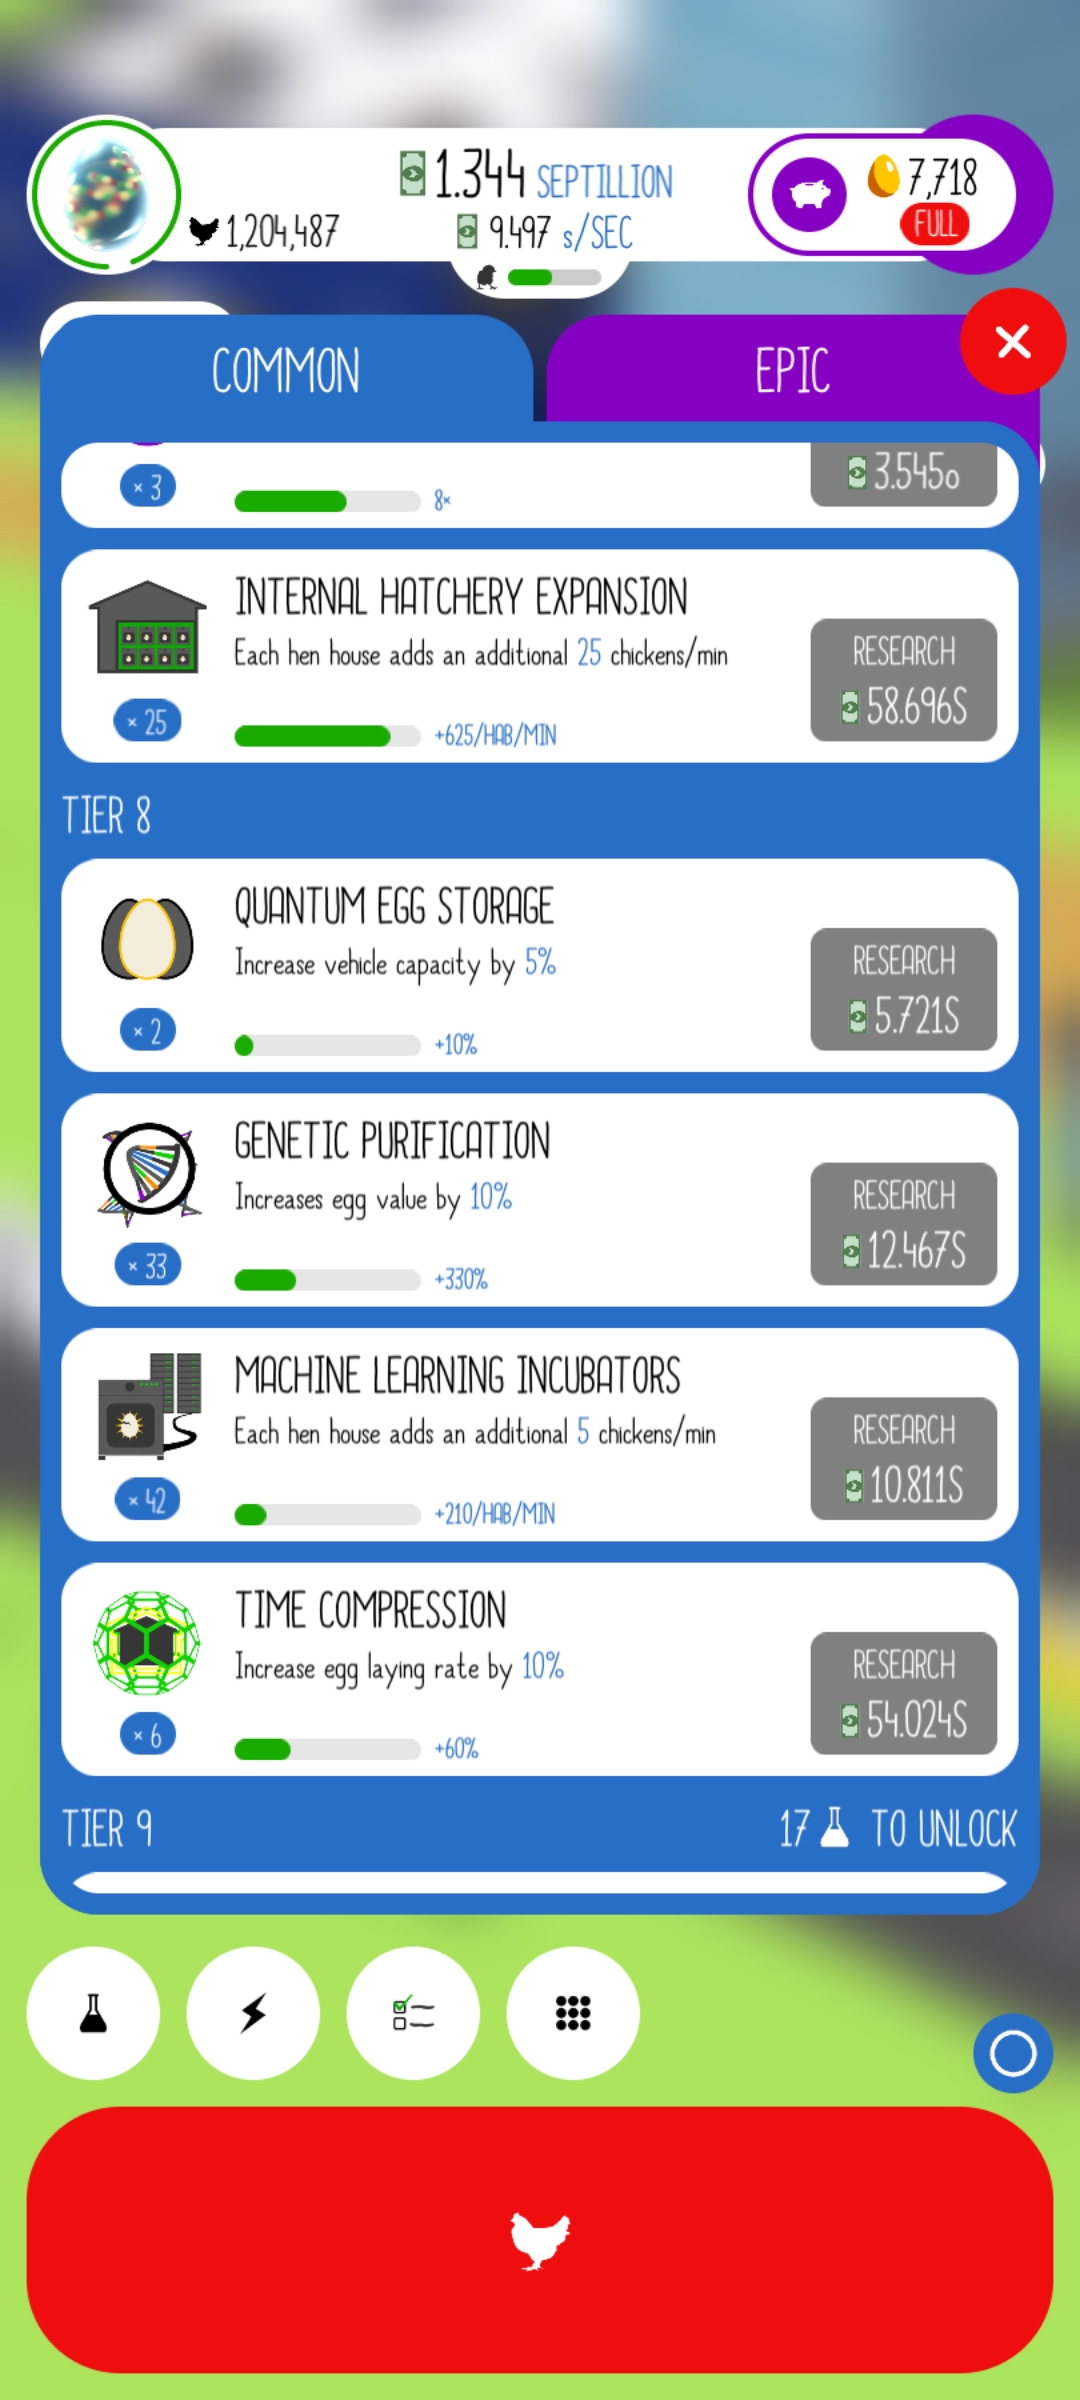 1.344 SEPTILLION
7,718
1,204,487
9.497 s/SEC
FULL
COMMON
EPIC
× 3
8×
3.545o
INTERNAL HATCHERY EXPANSION
Each hen house adds an additional 25 chickens/min
RESEARCH
58.696S
× 25
+625/HAB/MIN
TIER 8
QUANTUM EGG STORAGE
Increase vehicle capacity by 5%
RESEARCH
5.721S
× 2
+10%
GENETIC PURIFICATION
Increases egg value by 10%
RESEARCH
12.467S
× 33
+330%
MACHINE LEARNING INCUBATORS
Each hen house adds an additional 5 chickens/min
RESEARCH
10.811S
× 42
+210/HAB/MIN
TIME COMPRESSION
Increase egg laying rate by 10%
RESEARCH
54.024S
× 6
+60%
TIER 9
17 TO UNLOCK